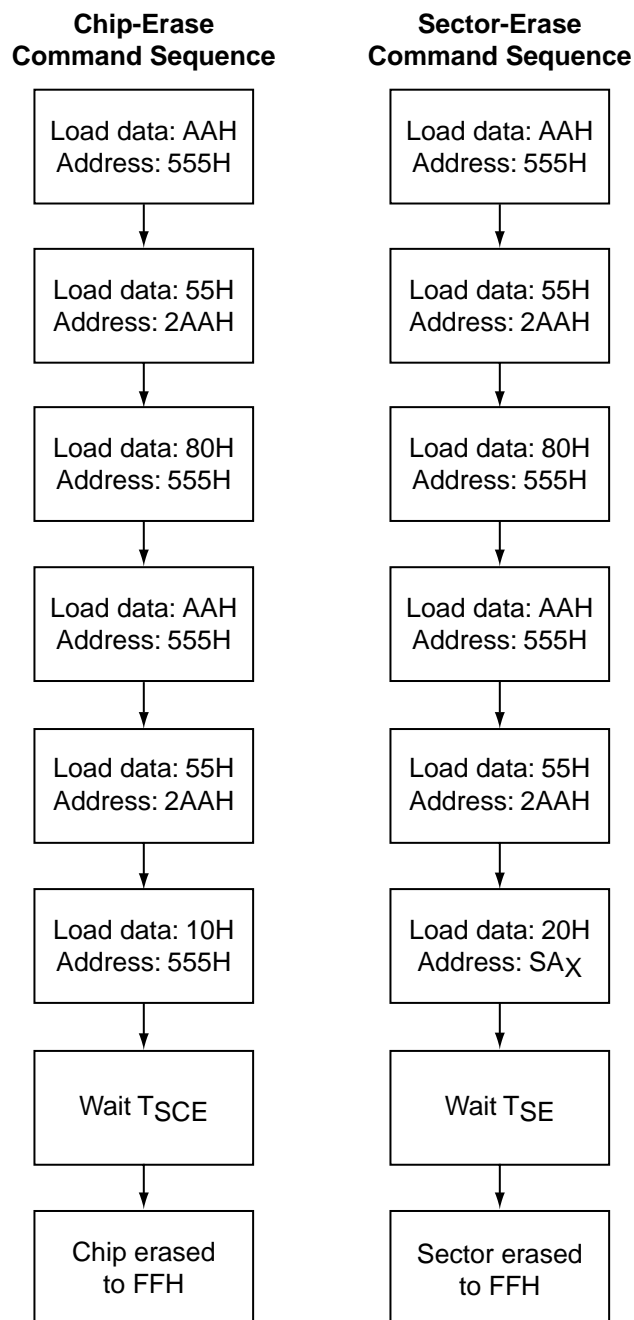 Chip-Erase
Command Sequence
Load data: AAH
Address: 555H
Load data: 55H
Address: 2AAH
Load data: 80H
Address: 555H
Load data: AAH
Address: 555H
Load data: 55H
Address: 2AAH
Load data: 10H
Address: 555H
Wait TSCE
Chip erased
to FFH
Sector-Erase
Command Sequence
Load data: AAH
Address: 555H
Load data: 55H
Address: 2AAH
Load data: 80H
Address: 555H
Load data: AAH
Address: 555H
Load data: 55H
Address: 2AAH
Load data: 20H
Address: SAX
Wait TSE
Sector erased
to FFH